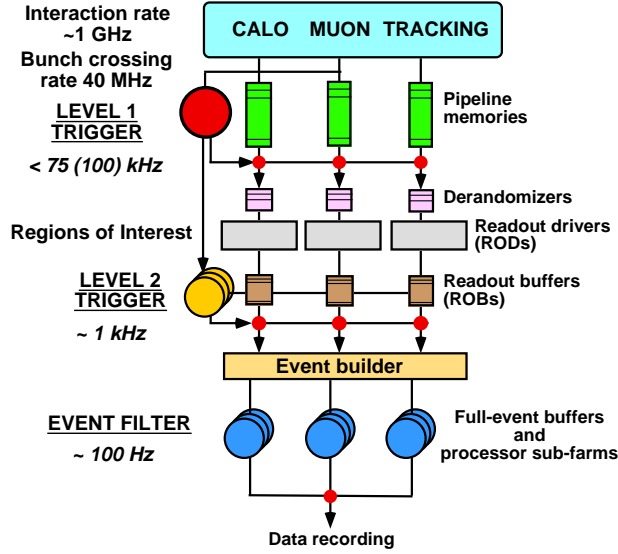 Interaction rate
~1 GHz
CALO MUON TRACKING
Bunch crossing
rate 40 MHz
LEVEL 1
TRIGGER
< 75 (100) kHz
Pipeline
memories
Derandomizers
Regions of Interest
Readout drivers
(RODs)
LEVEL 2
TRIGGER
~ 1 kHz
Readout buffers
(ROBs)
Event builder
EVENT FILTER
~ 100 Hz
Full-event buffers
and
processor sub-farms
Data recording